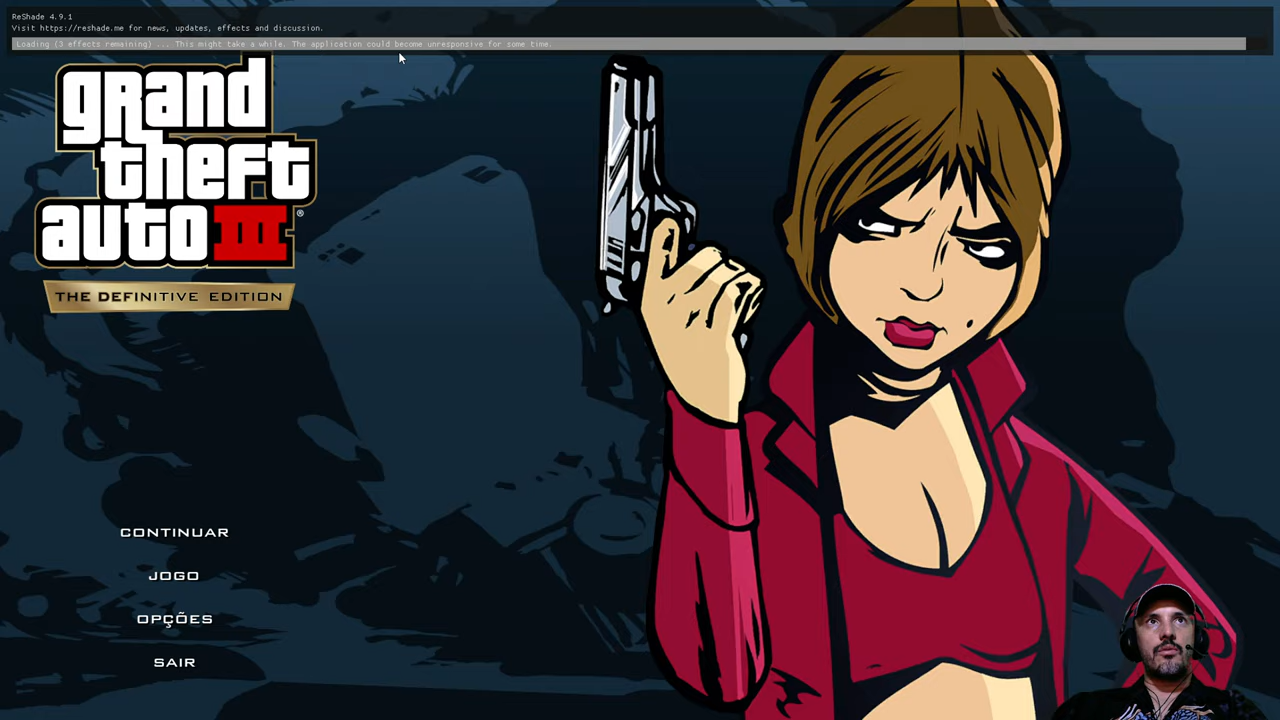 ReShade 4.9.1
Visit https://reshade.me for news, updates, effects and discussion.
Loading (3 effects remaining) ... This might take a while. The application could become unresponsive for some time.
grand
theft
auto III®
THE DEFINITIVE EDITION
CONTINUAR
JOGO
OPÇÕES
SAIR